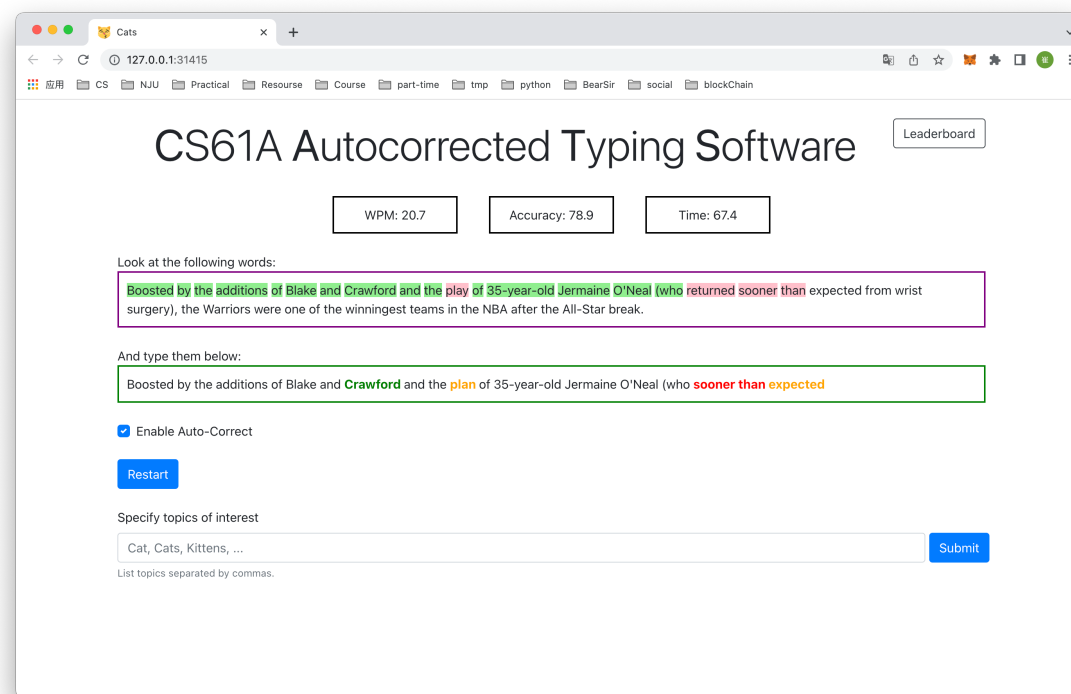 Cats
127.0.0.1:31415
应用 CS NJU Practical Resourse Course part-time tmp python BearSir social blockChain
CS61A Autocorrected Typing Software
Leaderboard
WPM: 20.7 Accuracy: 78.9 Time: 67.4
Look at the following words:
Boosted by the additions of Blake and Crawford and the play of 35-year-old Jermaine O'Neal (who returned sooner than expected from wrist
surgery), the Warriors were one of the winningest teams in the NBA after the All-Star break.
And type them below:
Boosted by the additions of Blake and Crawford and the plan of 35-year-old Jermaine O'Neal (who sooner than expected
Enable Auto-Correct
Restart
Specify topics of interest
Cat, Cats, Kittens, ...
Submit
List topics separated by commas.